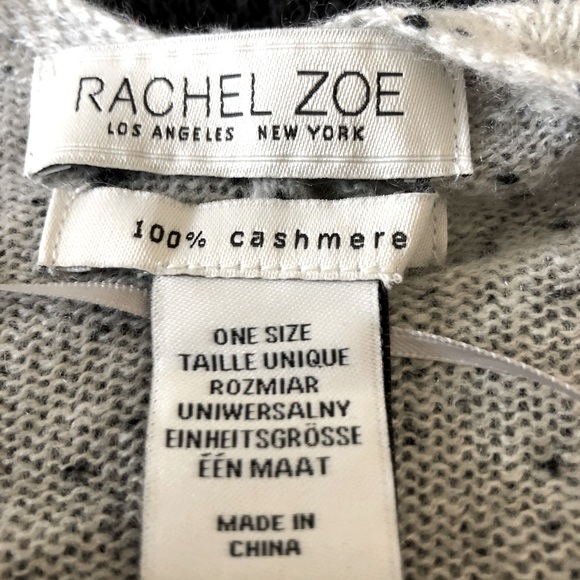 RACHEL ZOE
LOS ANGELES NEW YORK
100% cashmere
ONE SIZE
TAILLE UNIQUE
ROZMIAR
UNIWERSALNY
EINHEITSGRÖSSE
ÉÉN MAAT
MADE IN
CHINA